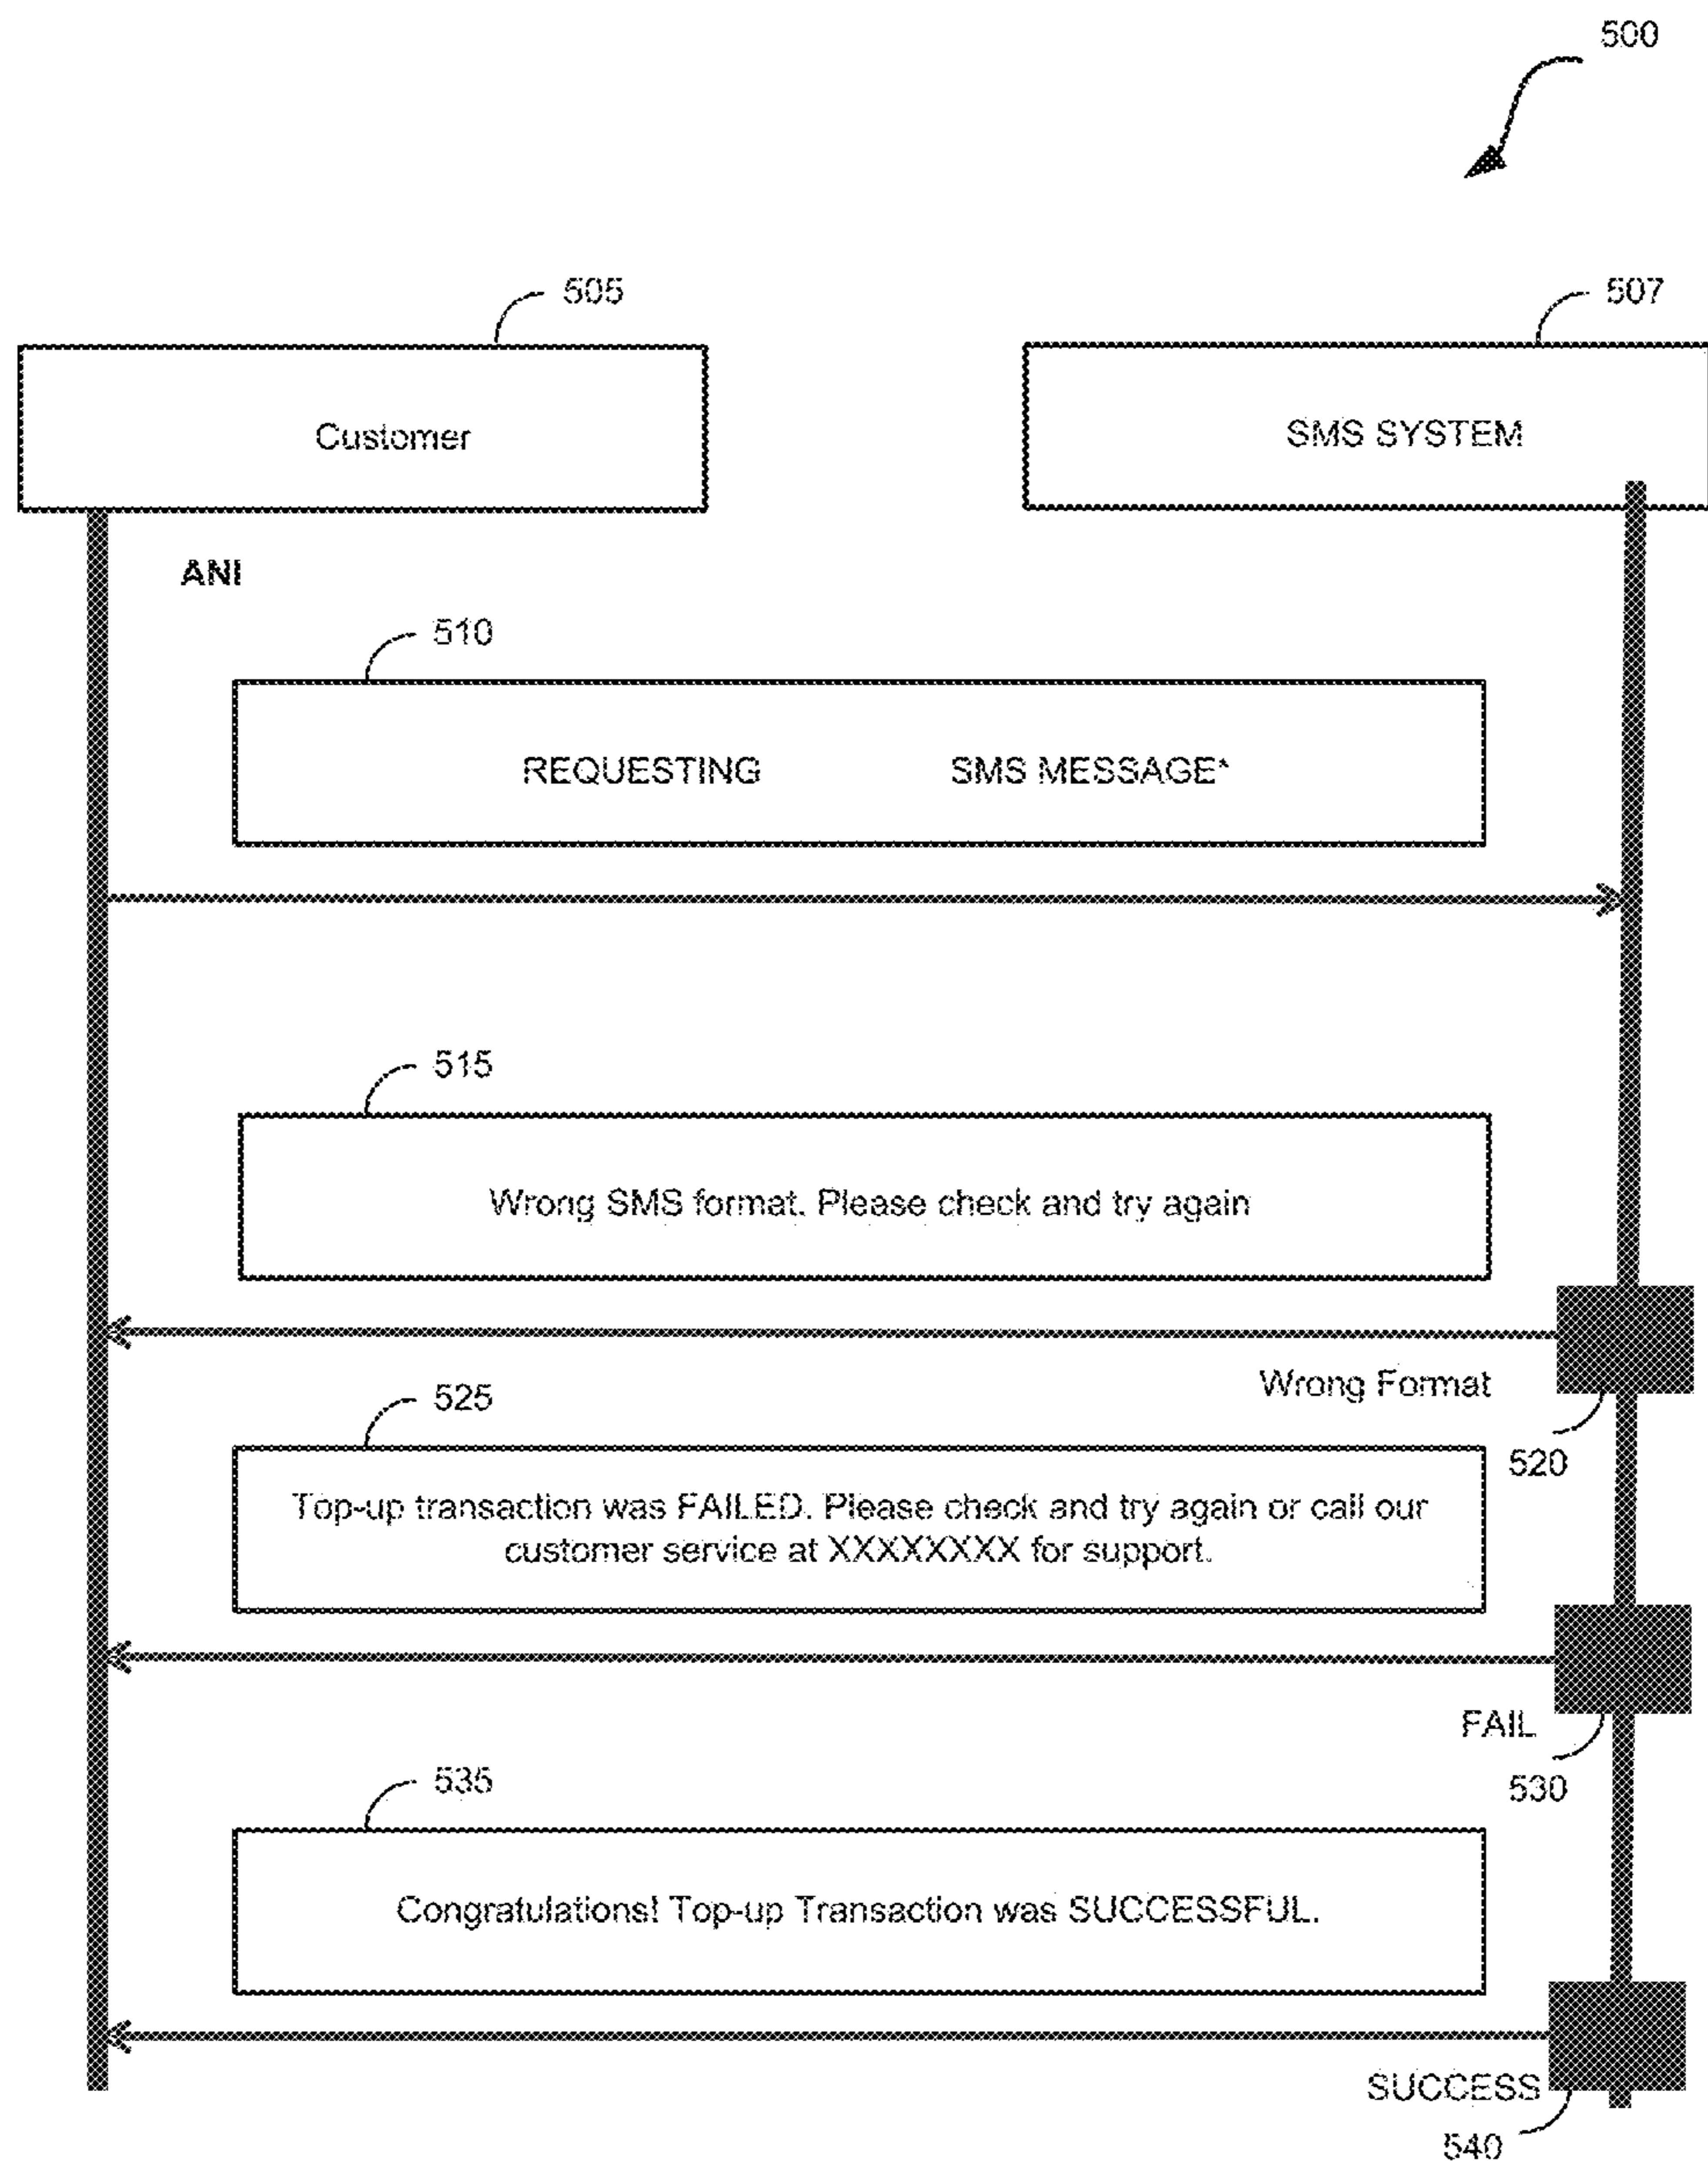 500
505
507
Customer
SMS SYSTEM
ANI
510
REQUESTING SMS MESSAGE*
515
Wrong SMS format. Please check and try again
Wrong Format
520
525
Top-up transaction was FAILED. Please check and try again or call our
customer service at XXXXXXXX for support.
FAIL
530
535
Congratulations! Top-up Transaction was SUCCESSFUL.
SUCCESS
540